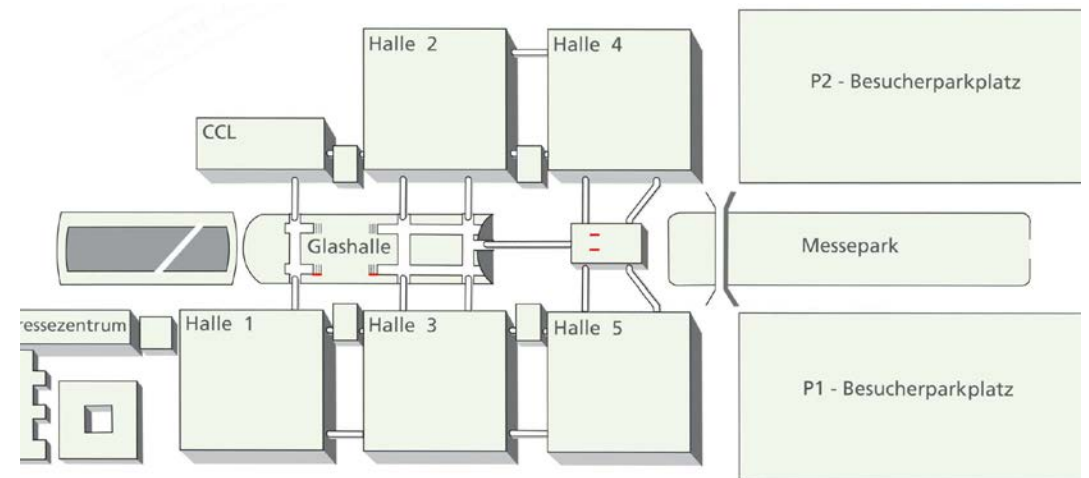 Halle 2
Halle 4
P2 - Besucherparkplatz
CCL
Glashalle
Messepark
ressezentrum
Halle 1
Halle 3
Halle 5
P1 - Besucherparkplatz